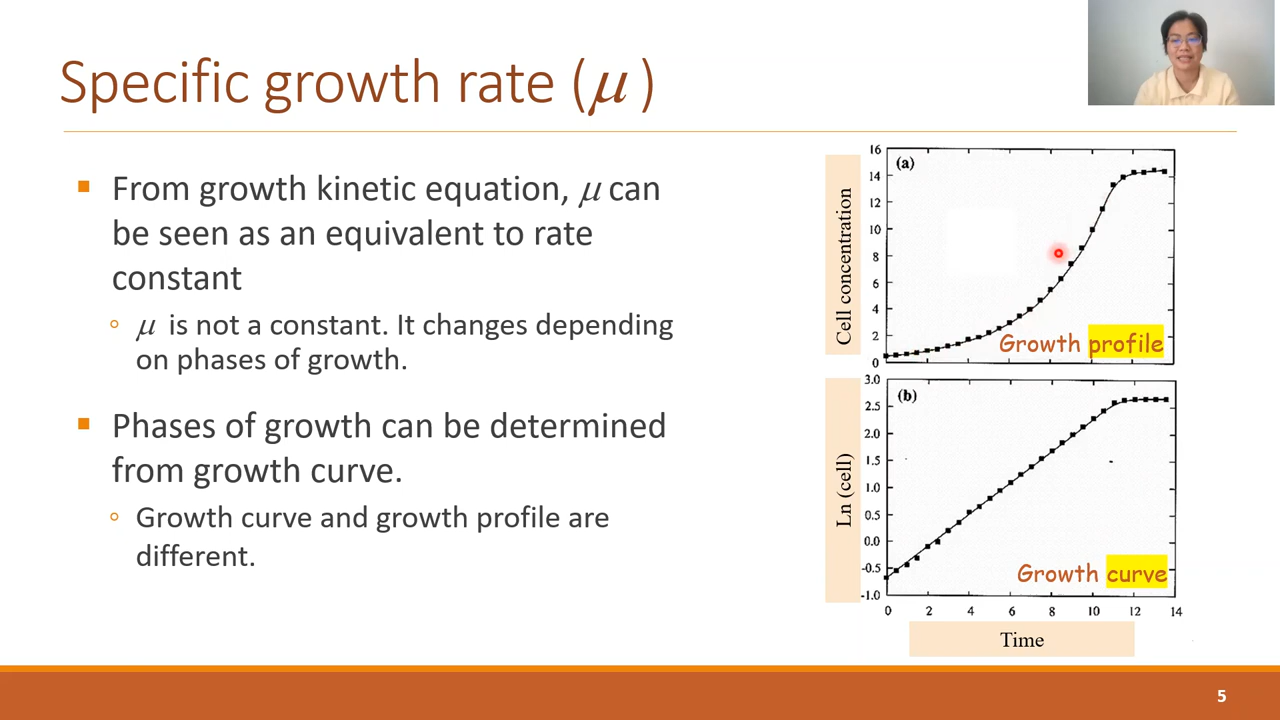 Specific growth rate (μ)
From growth kinetic equation, μ can
be seen as an equivalent to rate
constant
μ is not a constant. It changes depending
on phases of growth.
Phases of growth can be determined
from growth curve.
Growth curve and growth profile are
different.
Cell concentration
(a)
16
14
12
10
8
6
4
2
0
Growth profile
Ln (cell)
(b)
3.0
2.5
2.0
1.5
1.0
0.5
0.0
-0.5
-1.0
Growth curve
0 2 4 6 8 10 12 14
Time
5